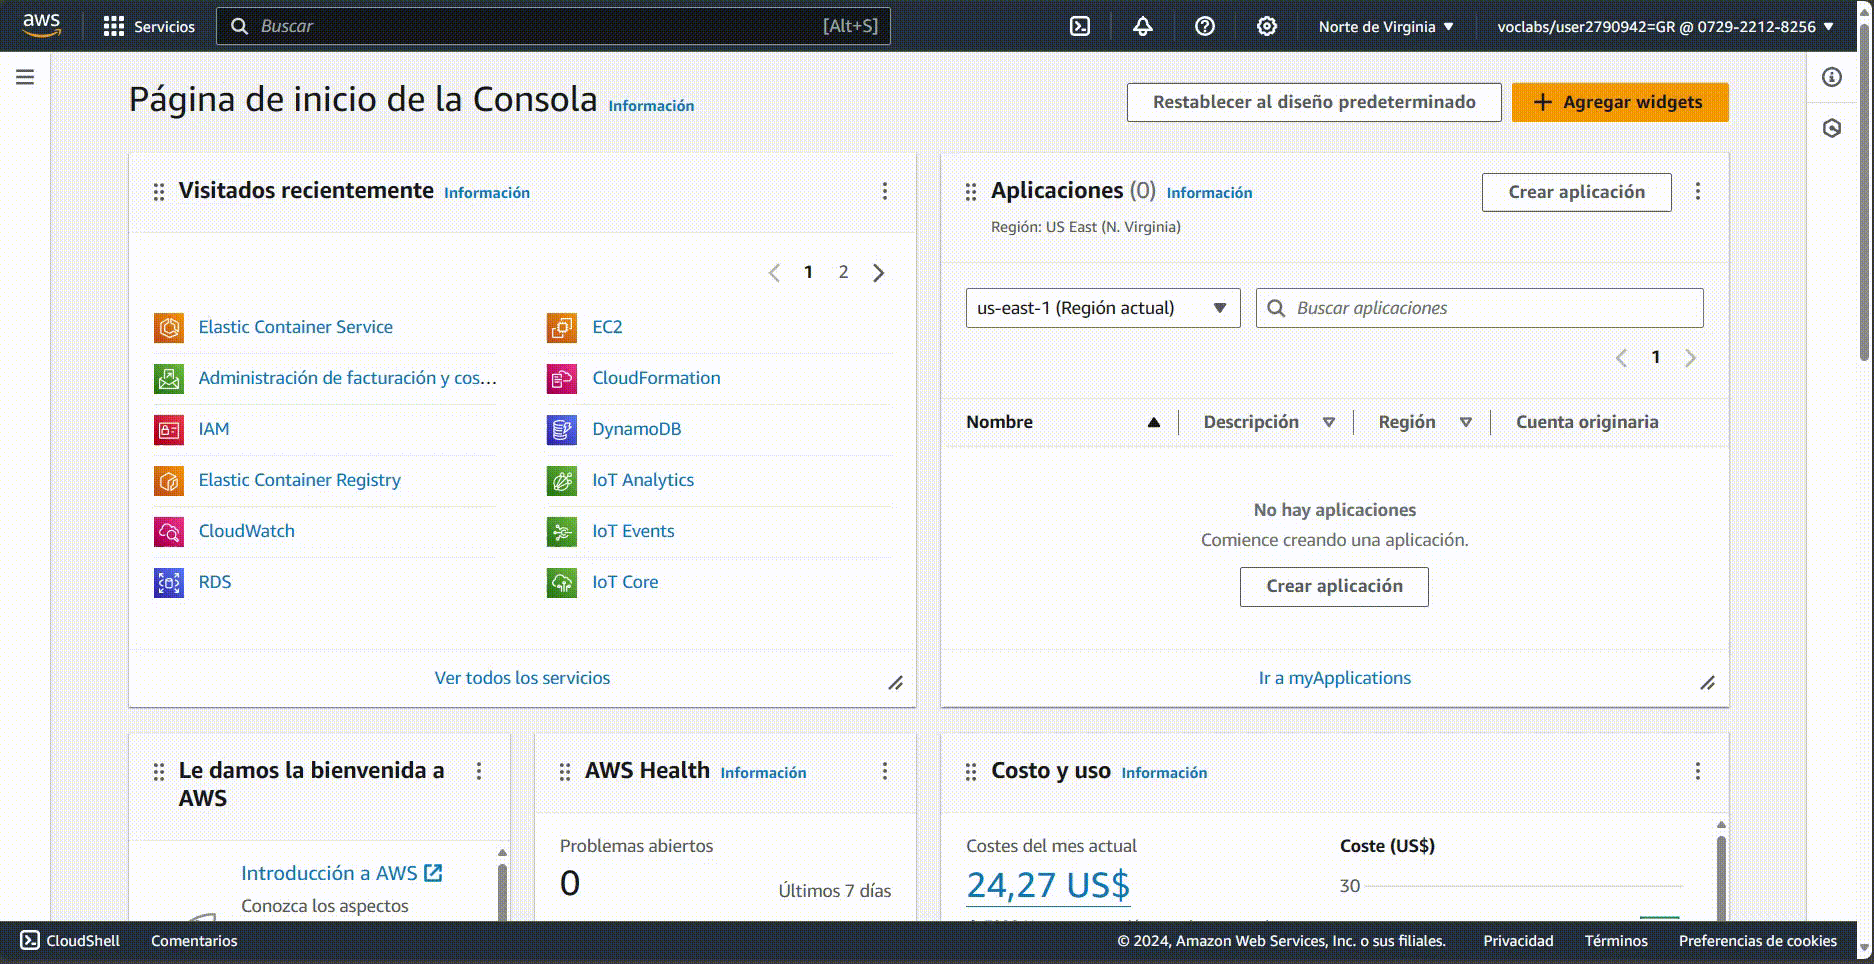 aws
Servicios
Buscar [Alt+S]
Norte de Virginia
voclabs/user2790942=GR @ 0729-2212-8256
Página de inicio de la Consola Información
Restablecer al diseño predeterminado
Agregar widgets
Visitados recientemente Información
1 2
Elastic Container Service
Administración de facturación y cos...
IAM
Elastic Container Registry
CloudWatch
RDS
EC2
CloudFormation
DynamoDB
IoT Analytics
IoT Events
IoT Core
Ver todos los servicios
Aplicaciones (0) Información
Región: US East (N. Virginia)
Crear aplicación
us-east-1 (Región actual)
Buscar aplicaciones
1
Nombre Descripción Región Cuenta originaria
No hay aplicaciones
Comience creando una aplicación.
Crear aplicación
Ir a myApplications
Le damos la bienvenida a
AWS
Introducción a AWS
Conozca los aspectos
AWS Health Información
Problemas abiertos
0
Últimos 7 días
Costo y uso Información
Costes del mes actual
24,27 US$
Coste (US$)
30
CloudShell Comentarios
© 2024, Amazon Web Services, Inc. o sus filiales. Privacidad Términos Preferencias de cookies